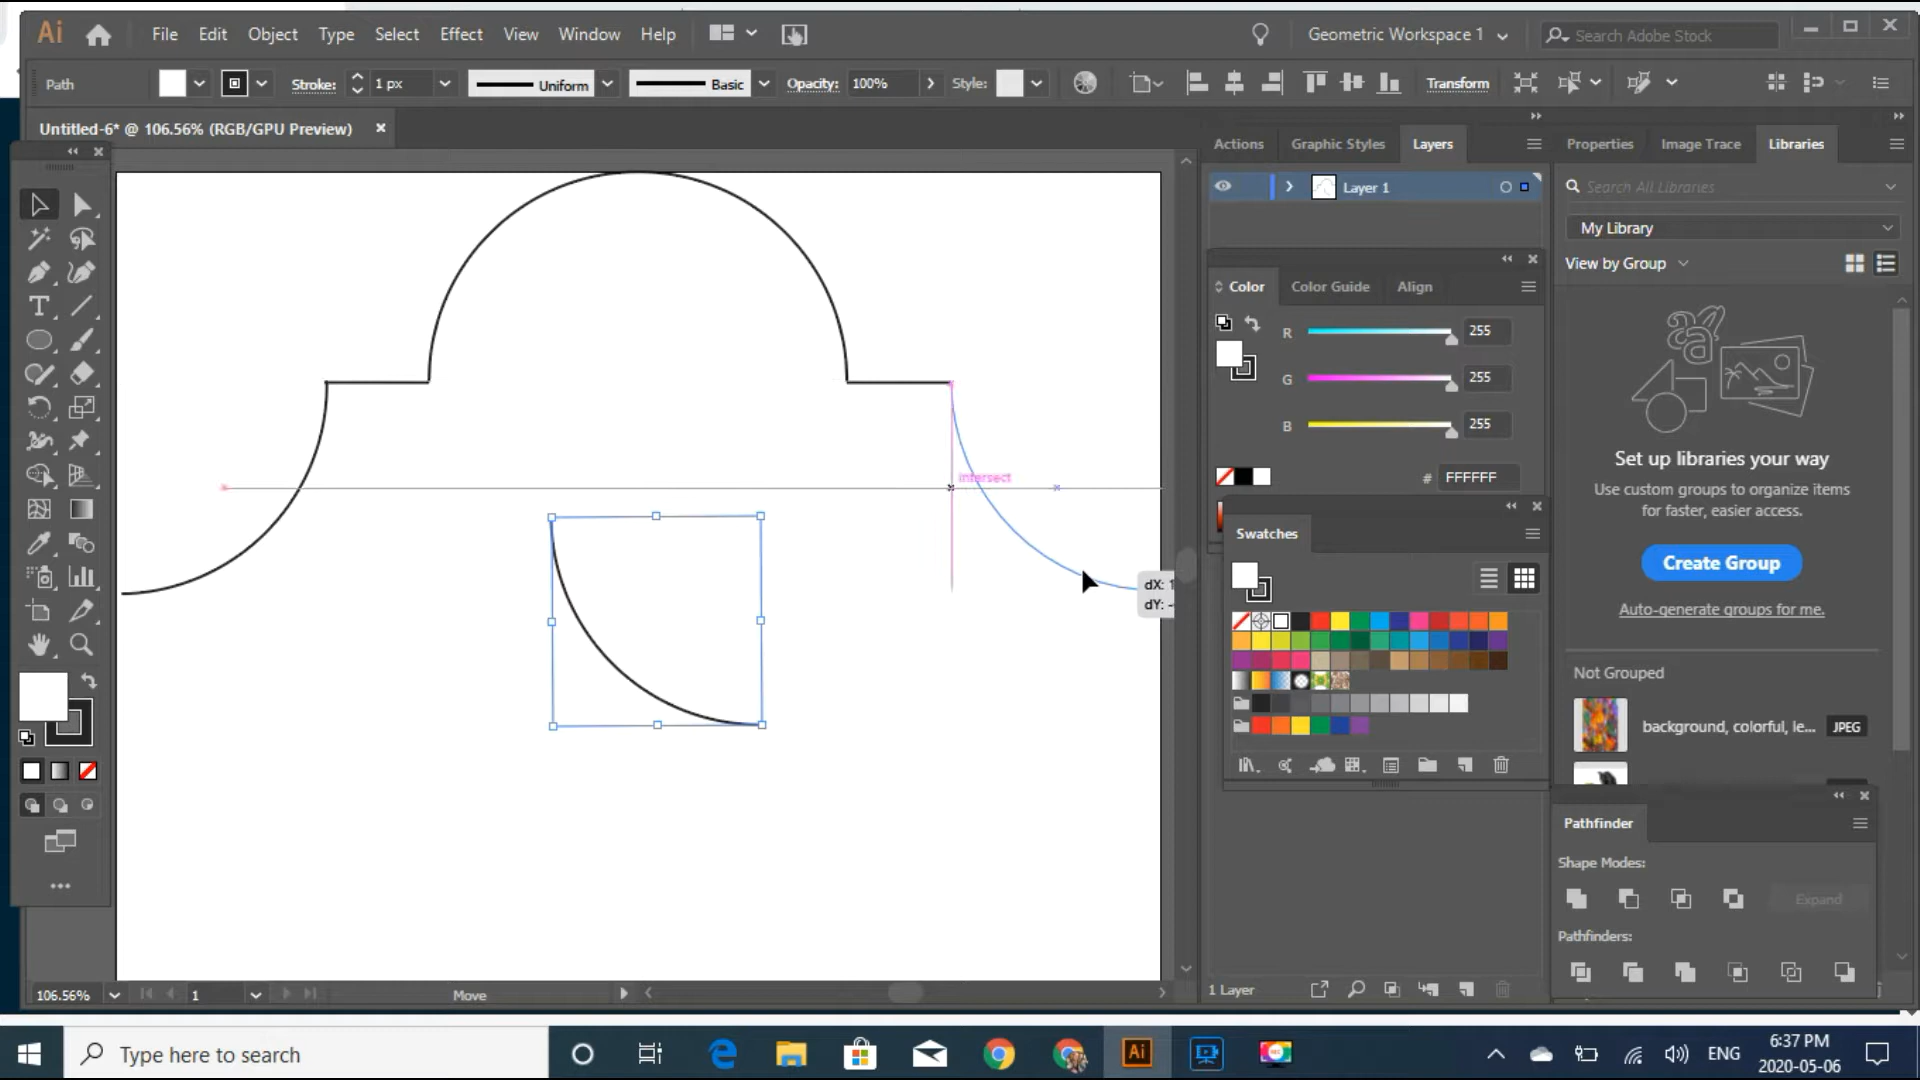 Ai File Edit Object Type Select Effect View Window Help Geometric Workspace 1 Search Adobe Stock
Path Stroke: 1 px Uniform Basic Opacity: 100% Style: Transform
Untitled-6* @ 106.56% (RGB/GPU Preview)
Actions Graphic Styles Layers
Properties Image Trace Libraries
Layer 1
Search All Libraries
My Library
View by Group
Color Color Guide Align
R 255
G 255
B 255
# FFFFFF
Set up libraries your way
Use custom groups to organize items
for faster, easier access.
Create Group
Auto-generate groups for me.
Swatches
intersect
dX: 1
dY: -
Not Grouped
background, colorful, le... JPEG
Pathfinder
Shape Modes:
Expand
Pathfinders:
106.56% 1 Move
1 Layer
Type here to search
Ai
ENG
6:37 PM
2020-05-06